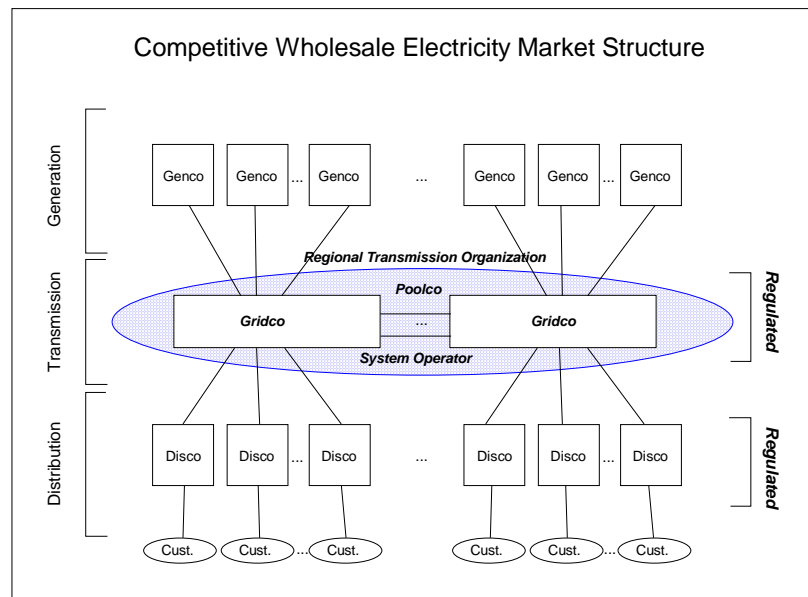 Competitive Wholesale Electricity Market Structure
Generation
Genco Genco ... Genco ... Genco Genco ... Genco
Regional Transmission Organization
Transmission
Poolco
Gridco ... Gridco
System Operator
Regulated
Distribution
Disco Disco ... Disco ... Disco Disco ... Disco
Regulated
Cust. Cust. ... Cust. Cust. Cust. ... Cust.